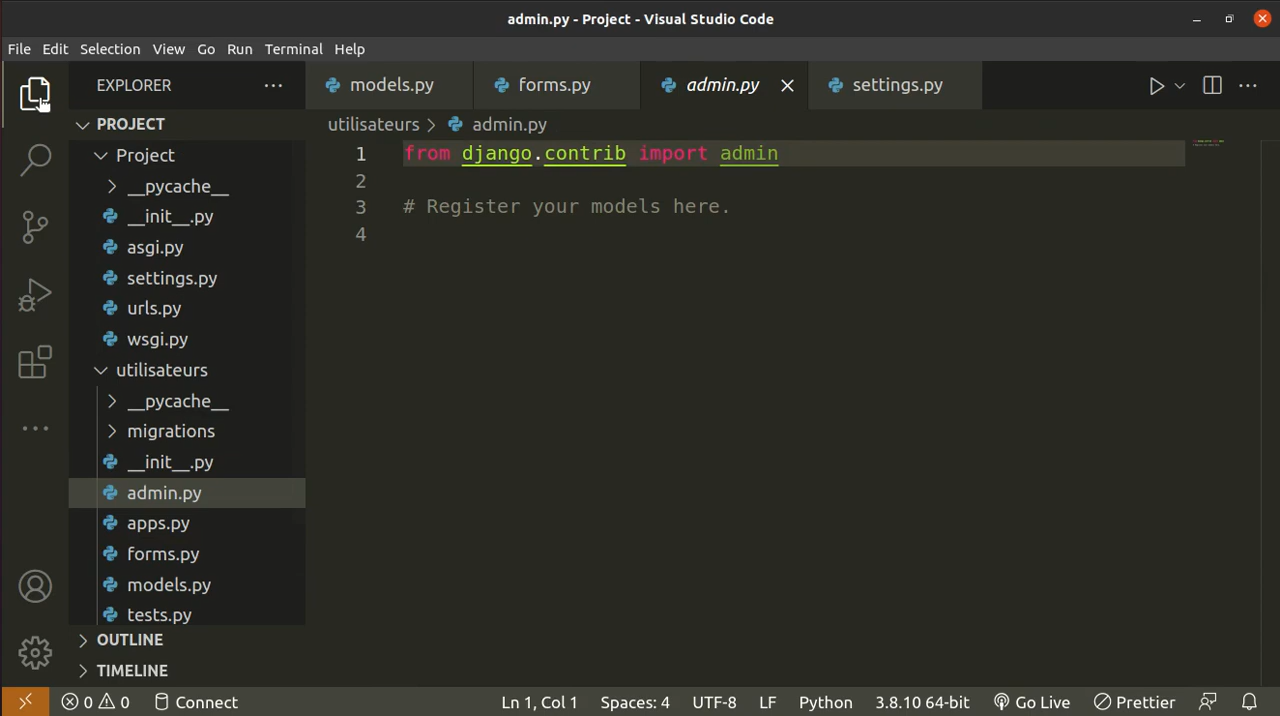 admin.py - Project - Visual Studio Code
File Edit Selection View Go Run Terminal Help
EXPLORER
models.py
forms.py
admin.py
settings.py
PROJECT
utilisateurs > admin.py
Project
__pycache__
__init__.py
asgi.py
settings.py
urls.py
wsgi.py
utilisateurs
__pycache__
migrations
__init__.py
admin.py
apps.py
forms.py
models.py
tests.py
OUTLINE
TIMELINE
1 from django.contrib import admin
2
3 # Register your models here.
4
0 0 Connect Ln 1, Col 1 Spaces: 4 UTF-8 LF Python 3.8.10 64-bit Go Live Prettier